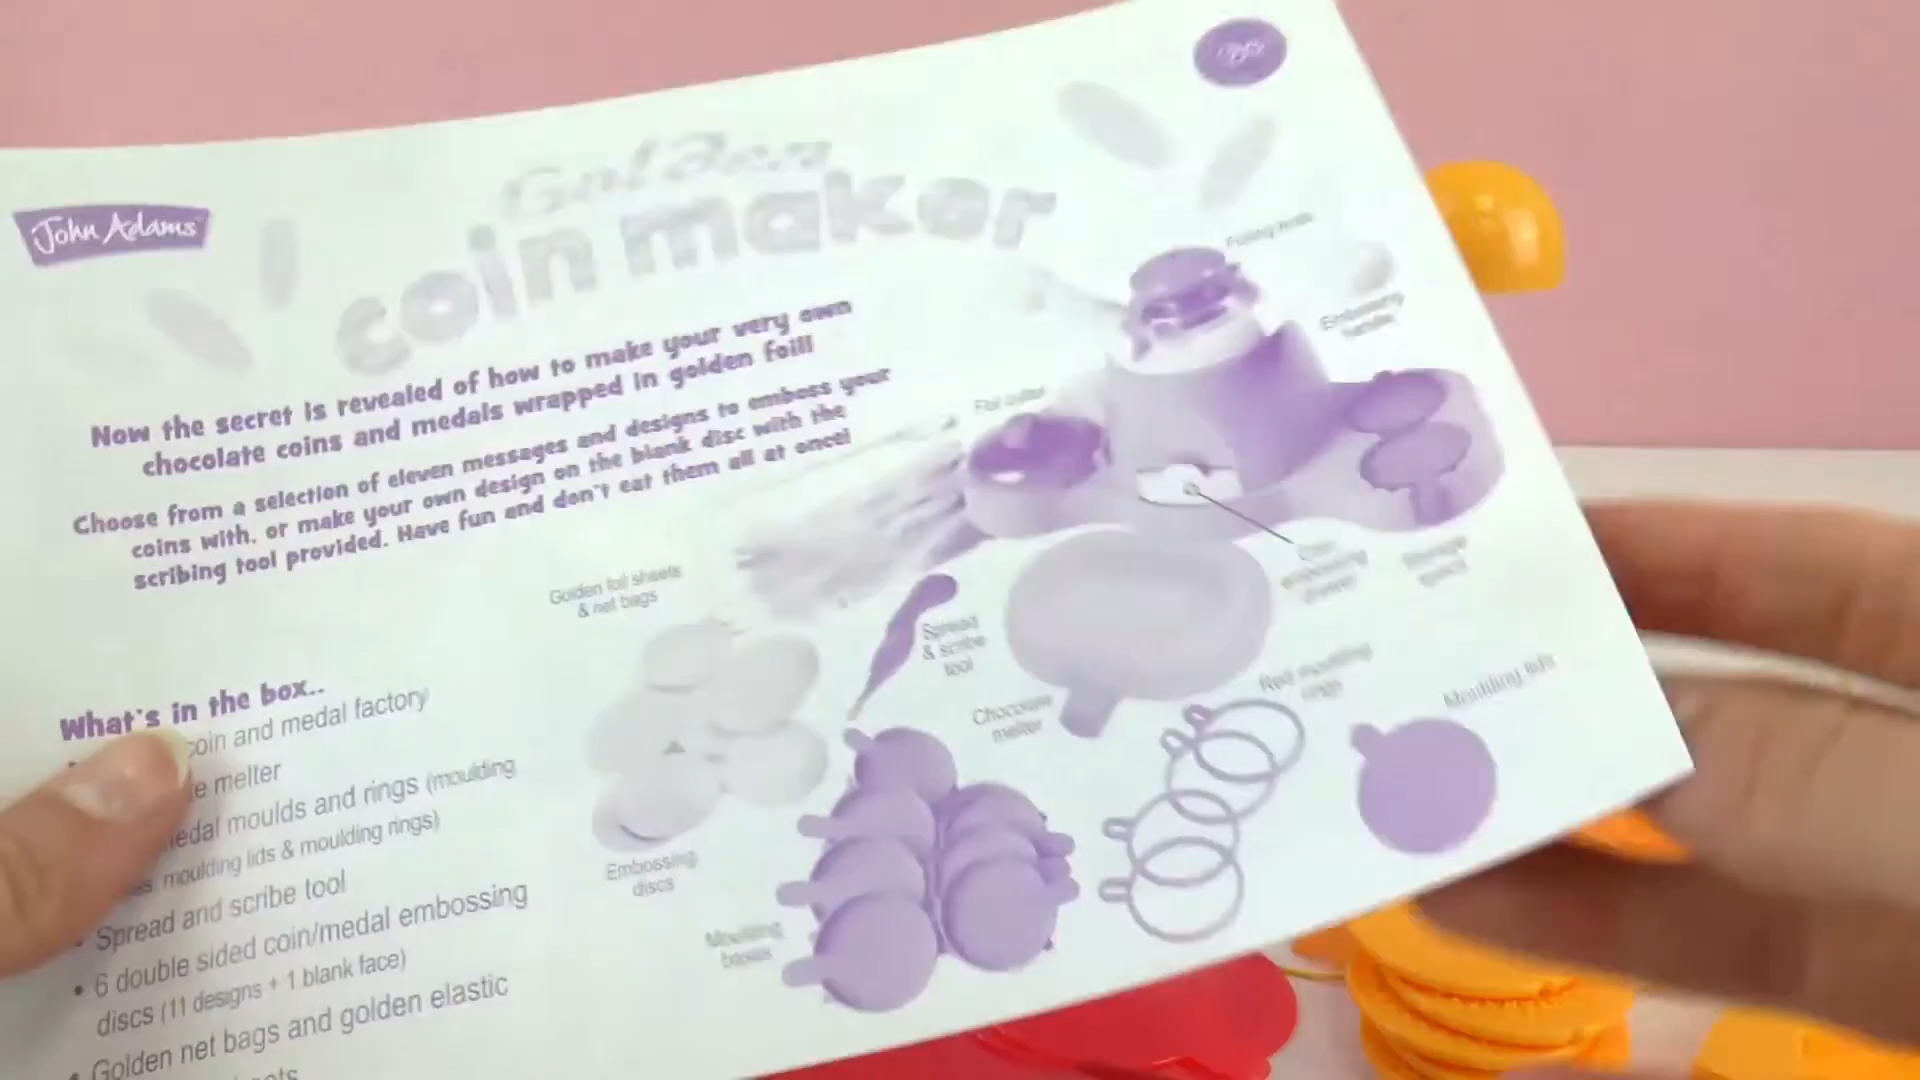 John Adams
Golden
coin maker
Now the secret is revealed of how to make your very own
chocolate coins and medals wrapped in golden foil!
Choose from a selection of eleven messages and designs to emboss your
coins with, or make your own design on the blank disc with the
scribing tool provided. Have fun and don't eat them all at once!
What's in the box..
coin and medal factory
melter
moulds and rings (moulding
moulding lids & moulding rings)
• Spread and scribe tool
• 6 double sided coin/medal embossing
discs (11 designs + 1 blank face)
• Golden net bags and golden elastic
Foil cutter
Embossing
handle
Golden foil sheets
& net bags
Spread
& scribe
tool
Chocolate
melter
Red moulding
rings
Moulding lids
Embossing
discs
Moulding
bases